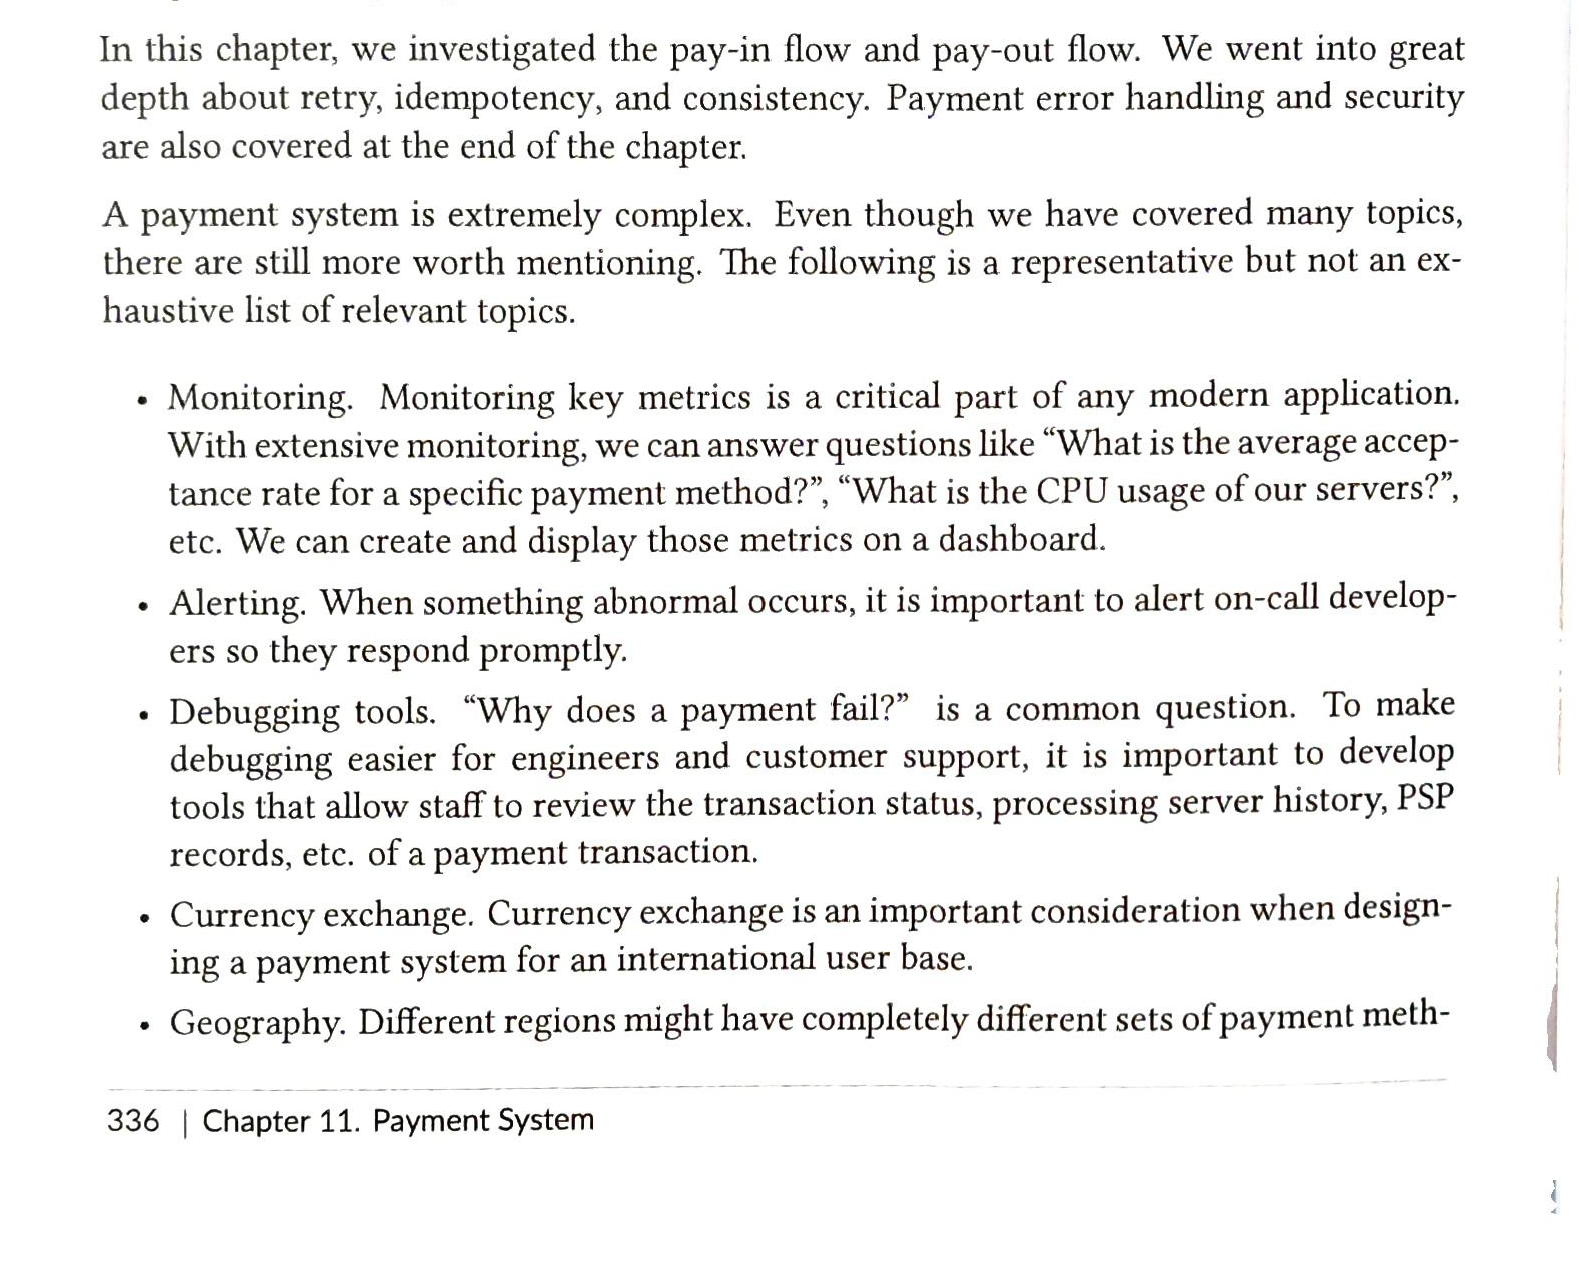 In this chapter, we investigated the pay-in flow and pay-out flow. We went into great
depth about retry, idempotency, and consistency. Payment error handling and security
are also covered at the end of the chapter.
A payment system is extremely complex. Even though we have covered many topics,
there are still more worth mentioning. The following is a representative but not an ex-
haustive list of relevant topics.
• Monitoring. Monitoring key metrics is a critical part of any modern application.
With extensive monitoring, we can answer questions like “What is the average accep-
tance rate for a specific payment method?”, “What is the CPU usage of our servers?”,
etc. We can create and display those metrics on a dashboard.
• Alerting. When something abnormal occurs, it is important to alert on-call develop-
ers so they respond promptly.
• Debugging tools. “Why does a payment fail?” is a common question. To make
debugging easier for engineers and customer support, it is important to develop
tools that allow staff to review the transaction status, processing server history, PSP
records, etc. of a payment transaction.
• Currency exchange. Currency exchange is an important consideration when design-
ing a payment system for an international user base.
• Geography. Different regions might have completely different sets of payment meth-
336 | Chapter 11. Payment System